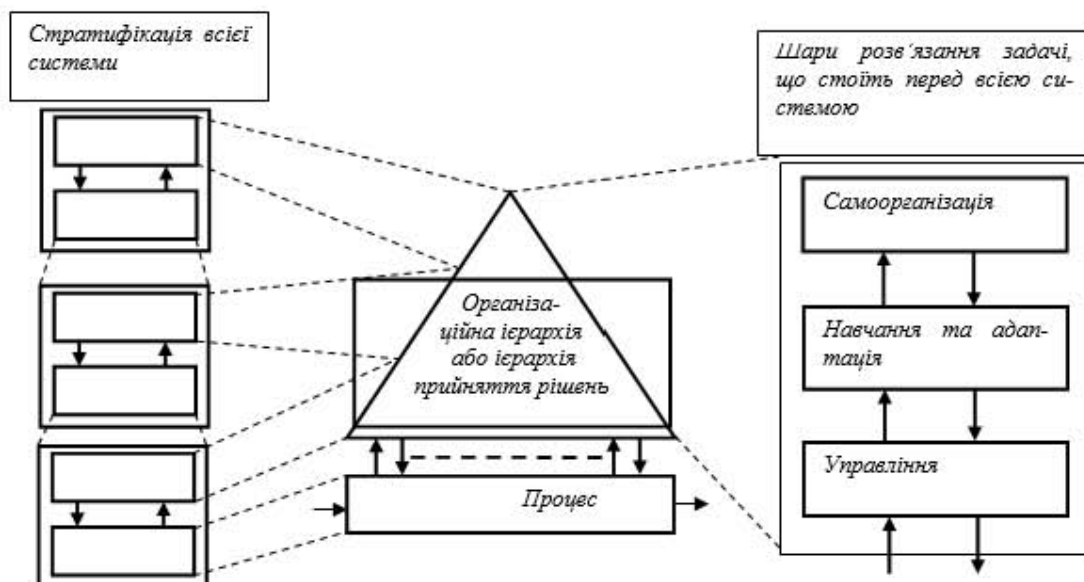 Стратифікація всієї
системи
Шари розв´язання задачі,
що стоїть перед всією си-
стемою
Самоорганізація
Організа-
ційна ієрархія
або ієрархія
прийняття рішень
Навчання та адап-
тація
Управління
Процес